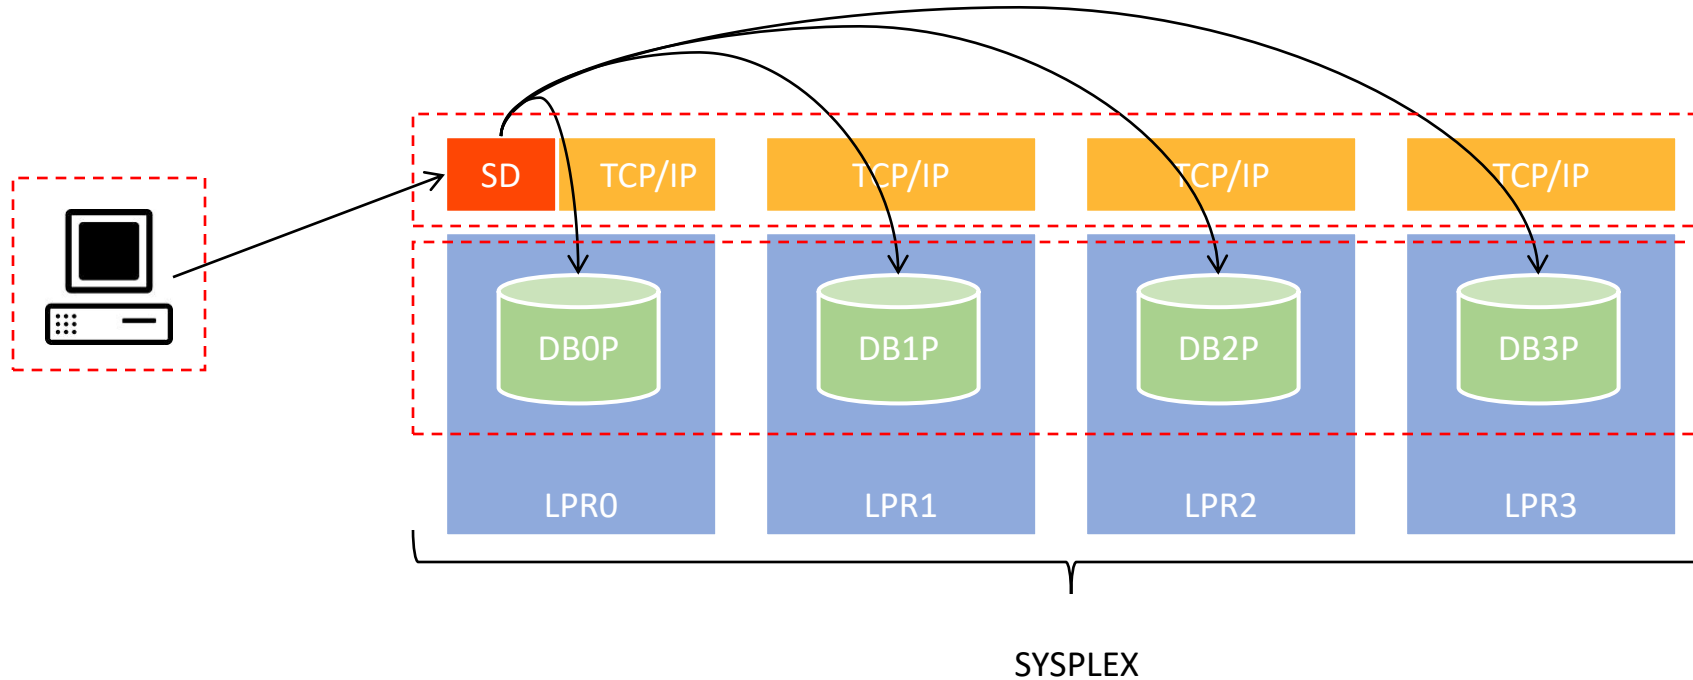 SD
TCP/IP
TCP/IP
TCP/IP
TCP/IP
DB0P
DB1P
DB2P
DB3P
LPR0
LPR1
LPR2
LPR3
SYSPLEX